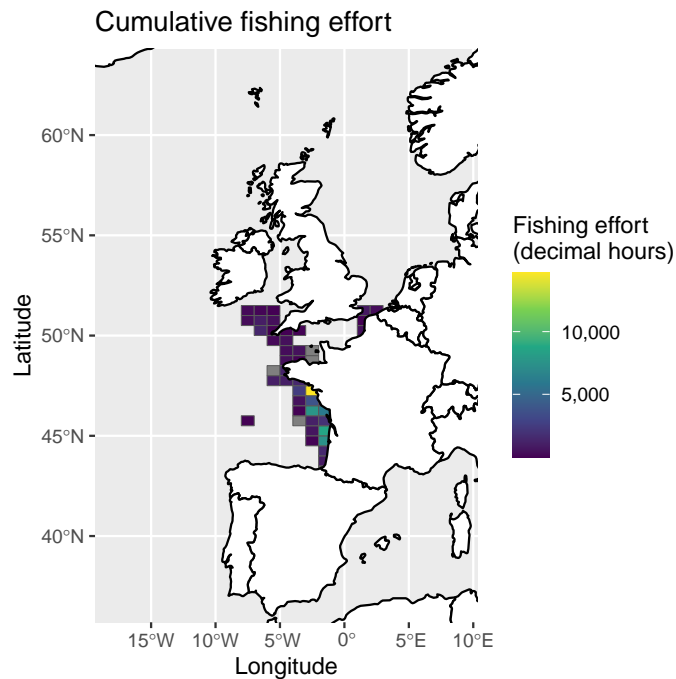 Cumulative fishing effort
60°N
55°N
50°N
45°N
40°N
Latitude
15°W
10°W
5°W
0°
5°E
10°E
Longitude
Fishing effort
(decimal hours)
10,000
5,000